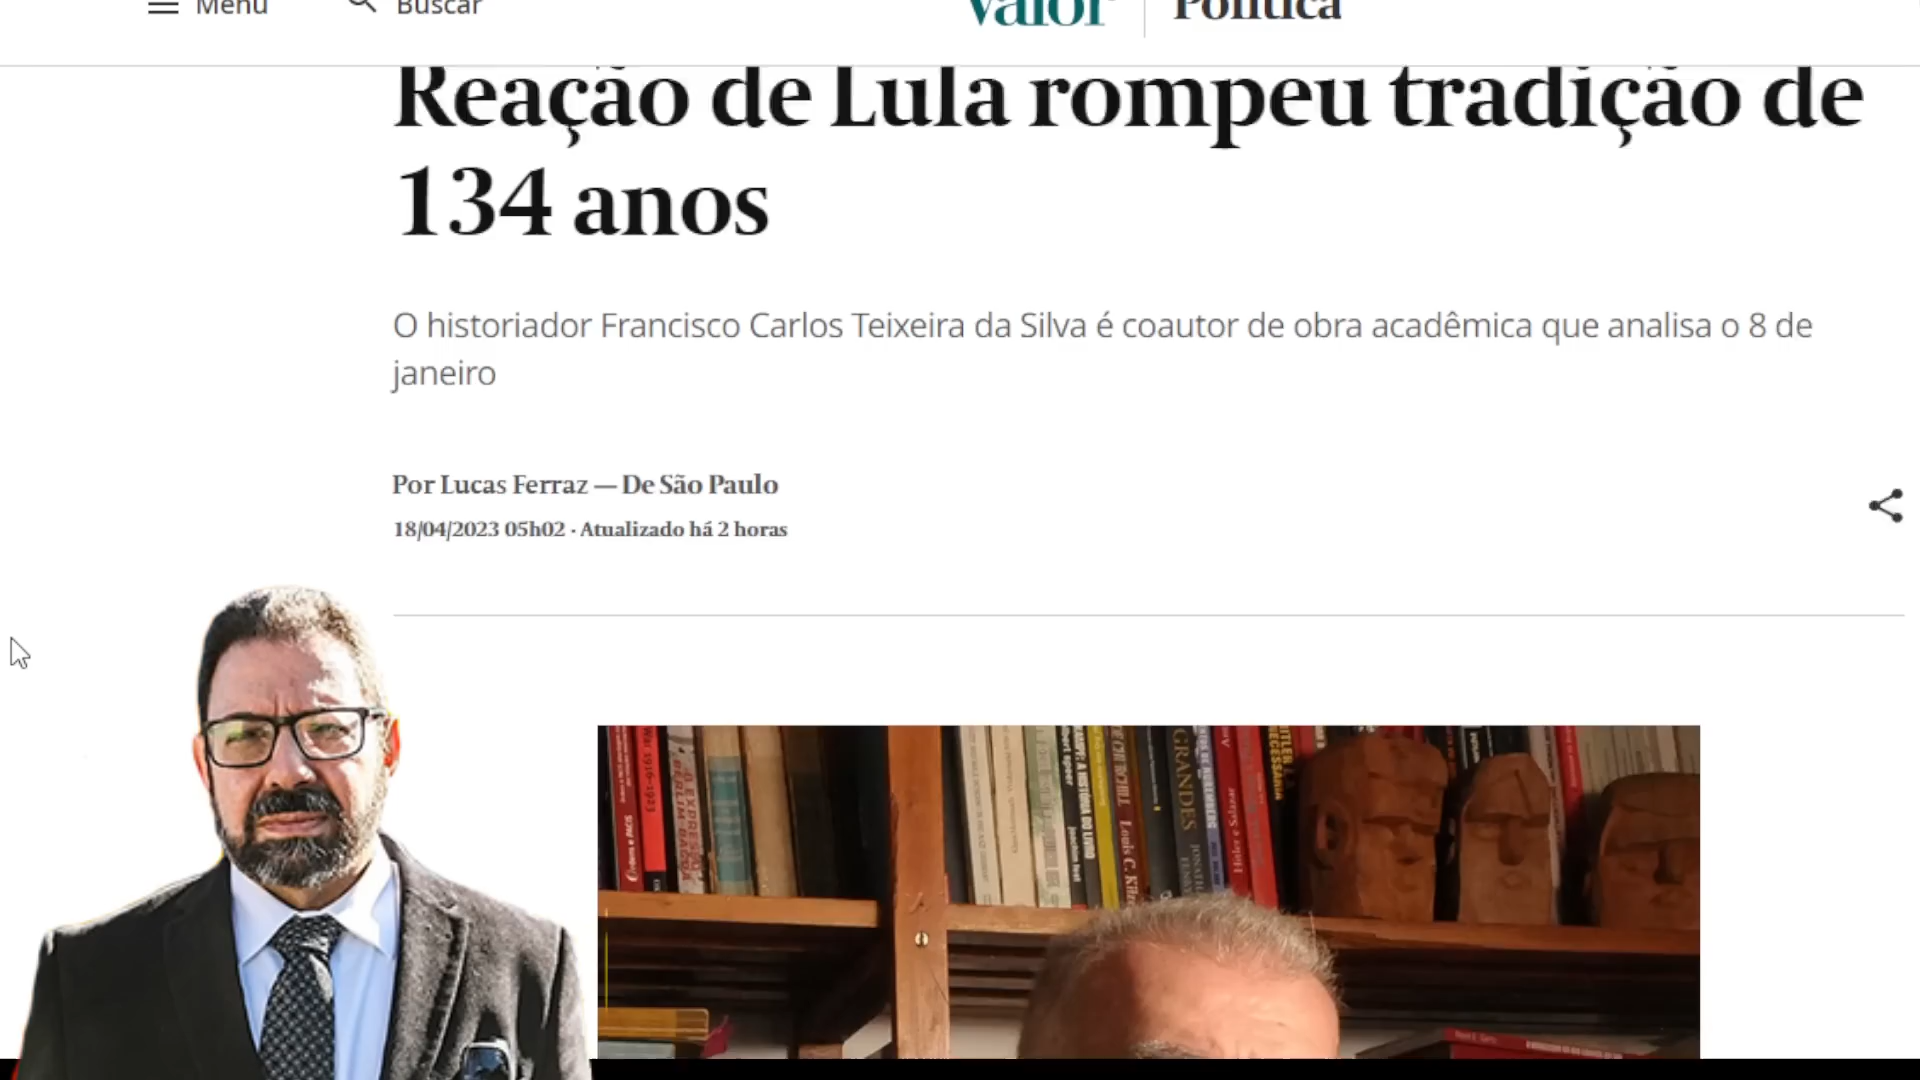 Menu
Buscar
Valor
Política
Reação de Lula rompeu tradição de
134 anos
O historiador Francisco Carlos Teixeira da Silva é coautor de obra acadêmica que analisa o 8 de
janeiro
Por Lucas Ferraz — De São Paulo
18/04/2023 05h02 · Atualizado há 2 horas
GRANDES
Hitler e Salazar